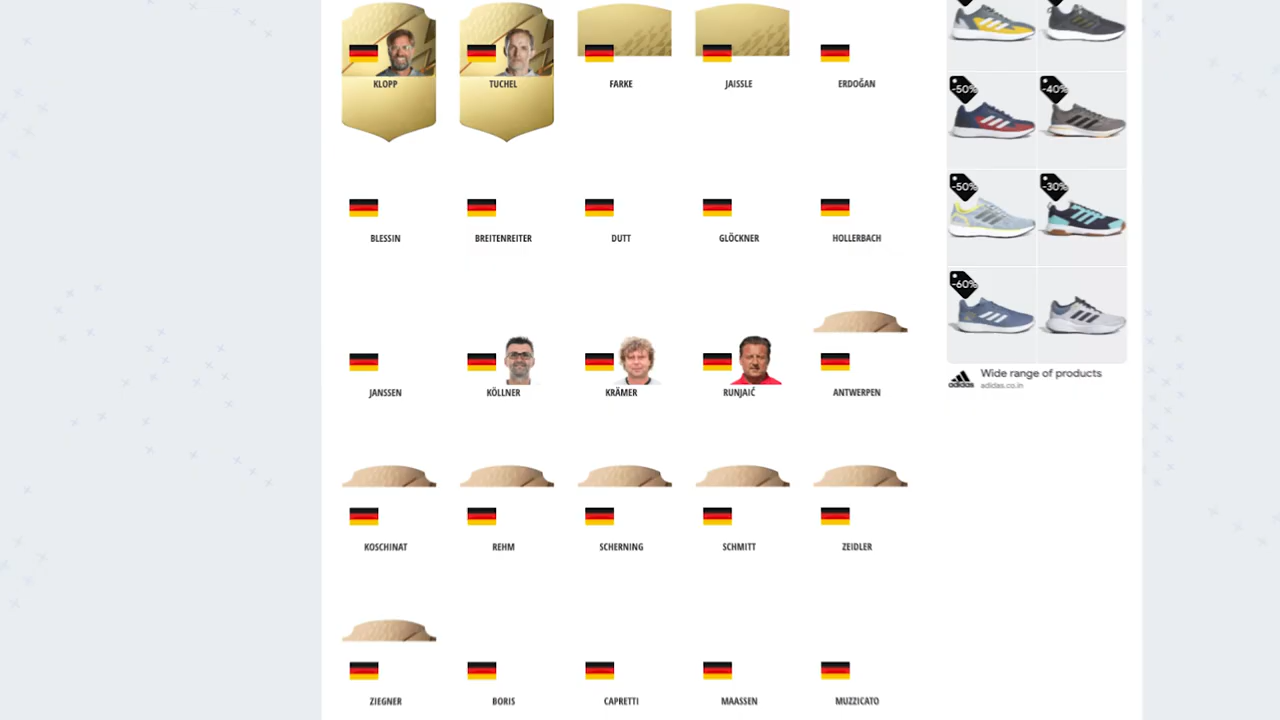 KLOPP
TUCHEL
FARKE
JAISSLE
ERDOĞAN
BLESSIN
BREITENREITER
DUTT
GLÖCKNER
HOLLERBACH
JANSSEN
KÖLLNER
KRÄMER
RUNJAIĆ
ANTWERPEN
KOSCHINAT
REHM
SCHERNING
SCHMITT
ZEIDLER
ZIEGNER
BORIS
CAPRETTI
MAASSEN
MUZZICATO
-50%
-40%
-50%
-30%
-60%
adidas
Wide range of products
adidas.co.in